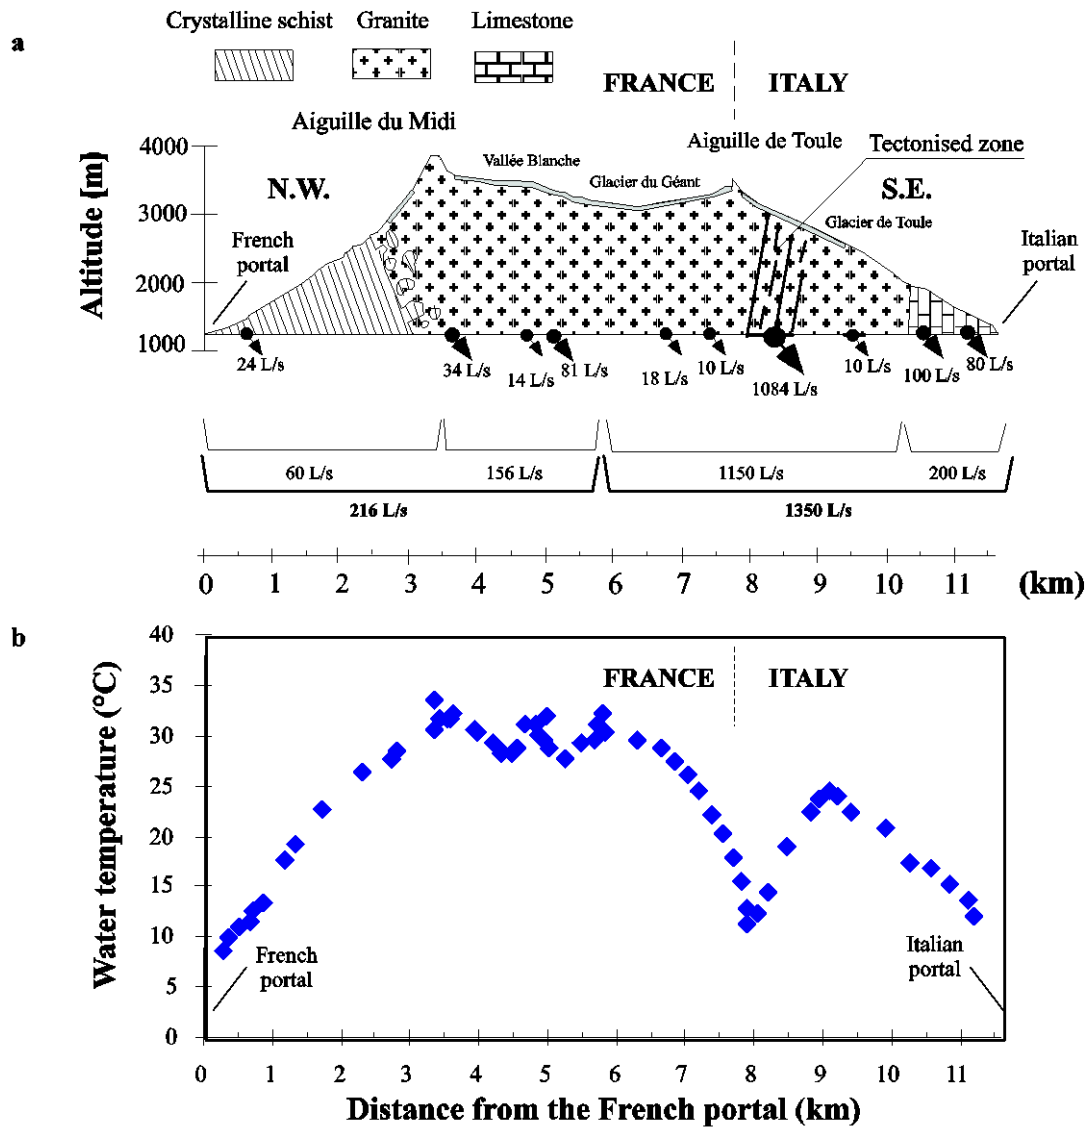 a
Crystalline schist Granite Limestone
FRANCE ITALY
Aiguille du Midi
Aiguille de Toule
Tectonised zone
Altitude [m]
4000
3000
2000
1000
N.W.
S.E.
Vallée Blanche
Glacier du Géant
Glacier de Toule
French
portal
Italian
portal
24 L/s 34 L/s 14 L/s 81 L/s 18 L/s 10 L/s 1084 L/s 10 L/s 100 L/s 80 L/s
60 L/s 156 L/s 1150 L/s 200 L/s
216 L/s 1350 L/s
0 1 2 3 4 5 6 7 8 9 10 11 (km)
b
Water temperature (°C)
40
35
30
25
20
15
10
5
0
FRANCE ITALY
French
portal
Italian
portal
0 1 2 3 4 5 6 7 8 9 10 11
Distance from the French portal (km)